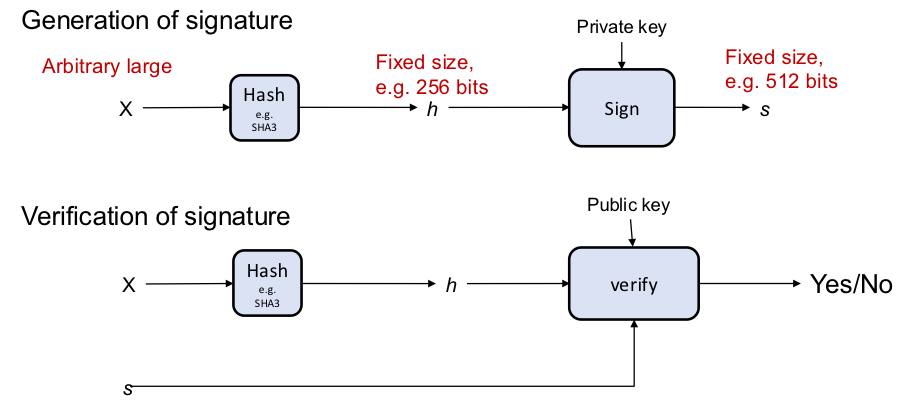 Generation of signature
Private key
Arbitrary large
Fixed size,
e.g. 256 bits
Fixed size,
e.g. 512 bits
X
Hash
e.g.
SHA3
h
Sign
s
Verification of signature
Public key
X
Hash
e.g.
SHA3
h
verify
Yes/No
s